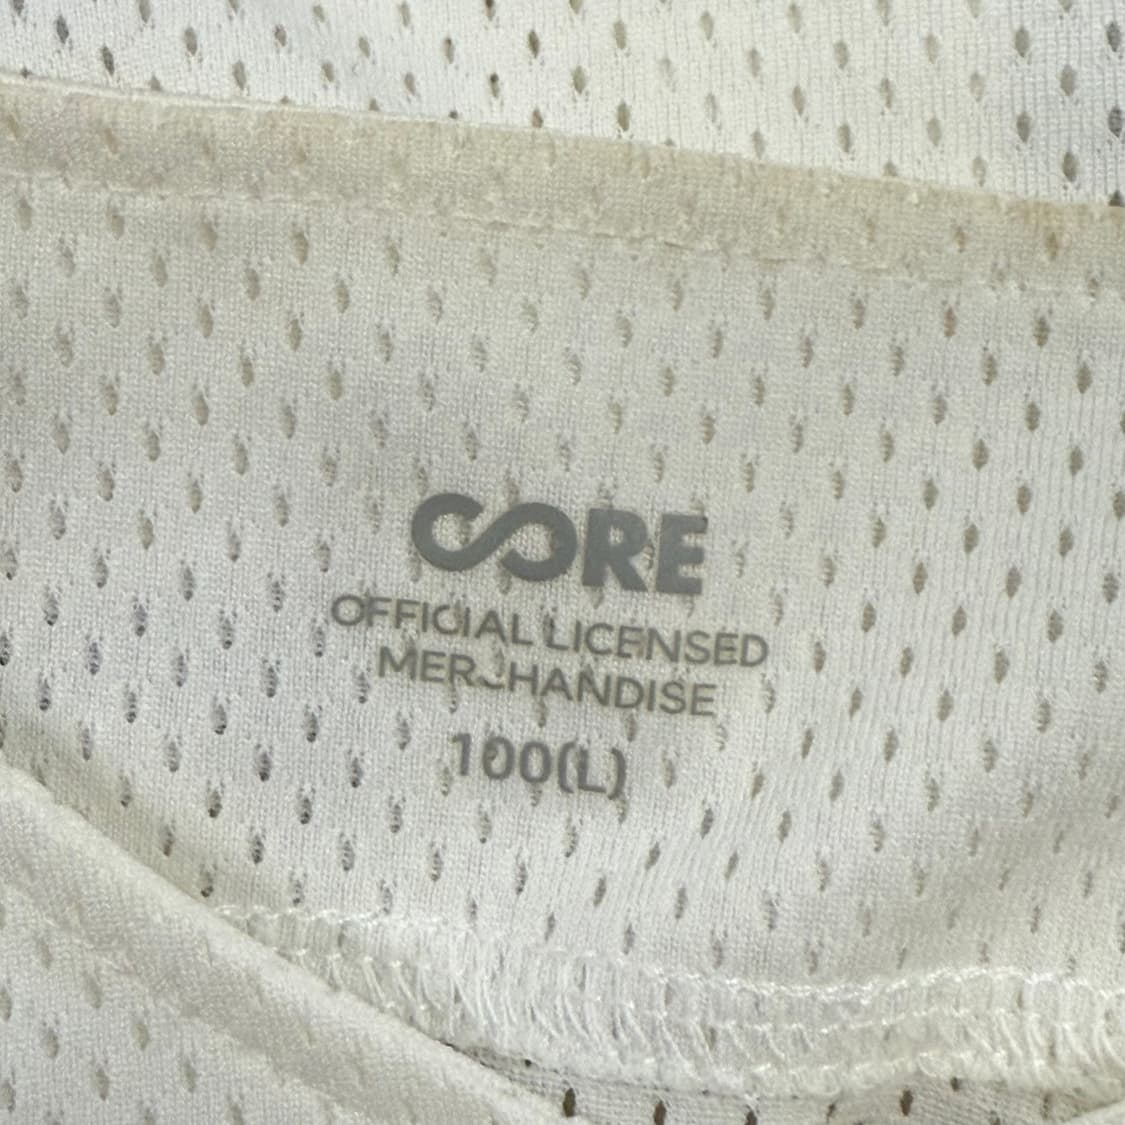 CORE
OFFICIAL LICENSED
MERCHANDISE
100(L)